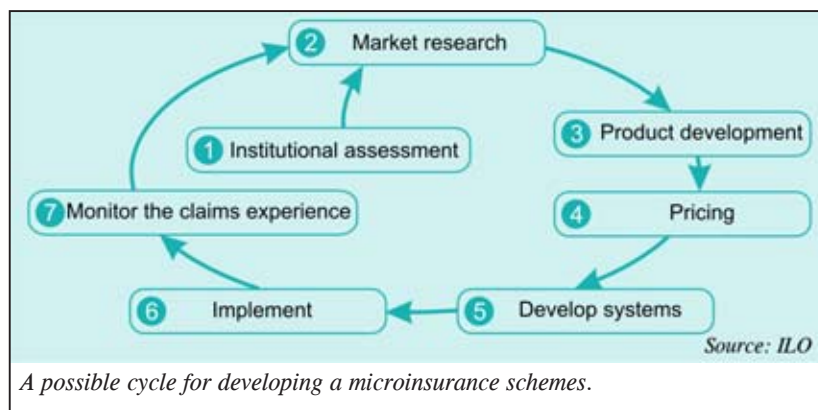 2 Market research
1 Institutional assessment
3 Product development
7 Monitor the claims experience
4 Pricing
6 Implement
5 Develop systems
Source: ILO
A possible cycle for developing a microinsurance schemes.